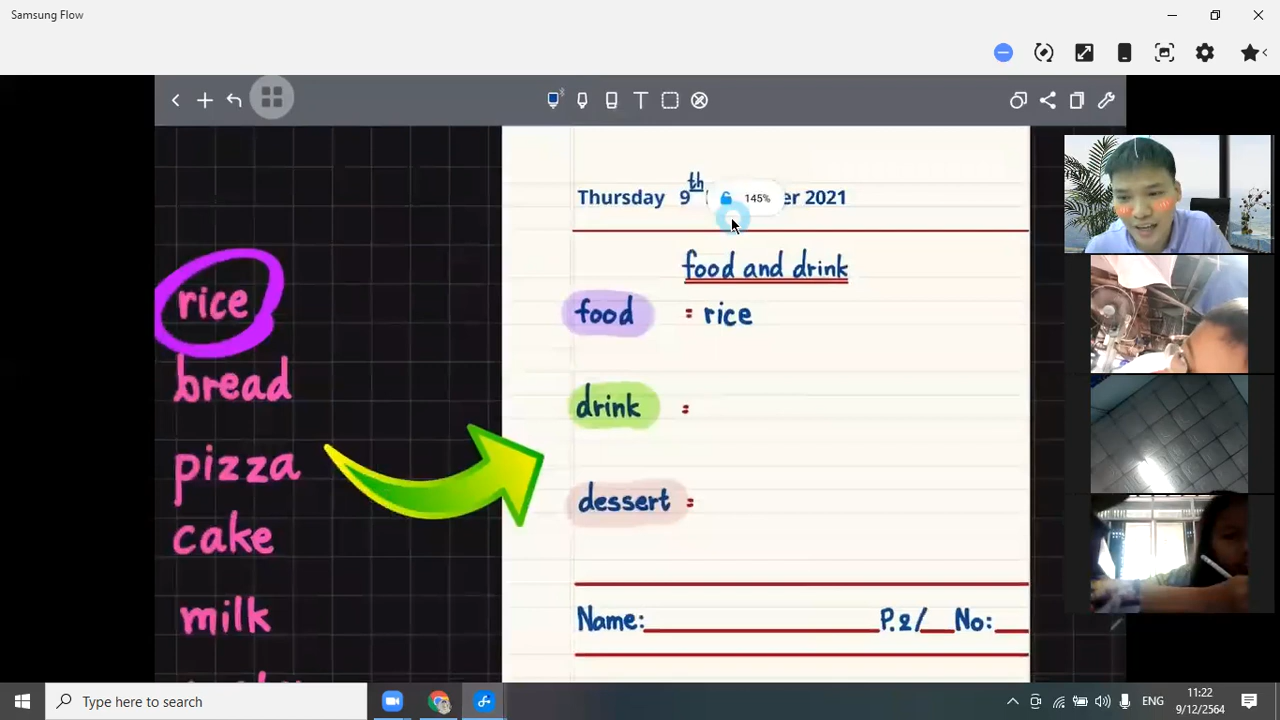 Samsung Flow
Thursday 9th er 2021
145%
food and drink
food : rice
drink :
dessert :
Name: P.2/ No:
rice
bread
pizza
cake
milk
Type here to search
ENG
11:22
9/12/2564